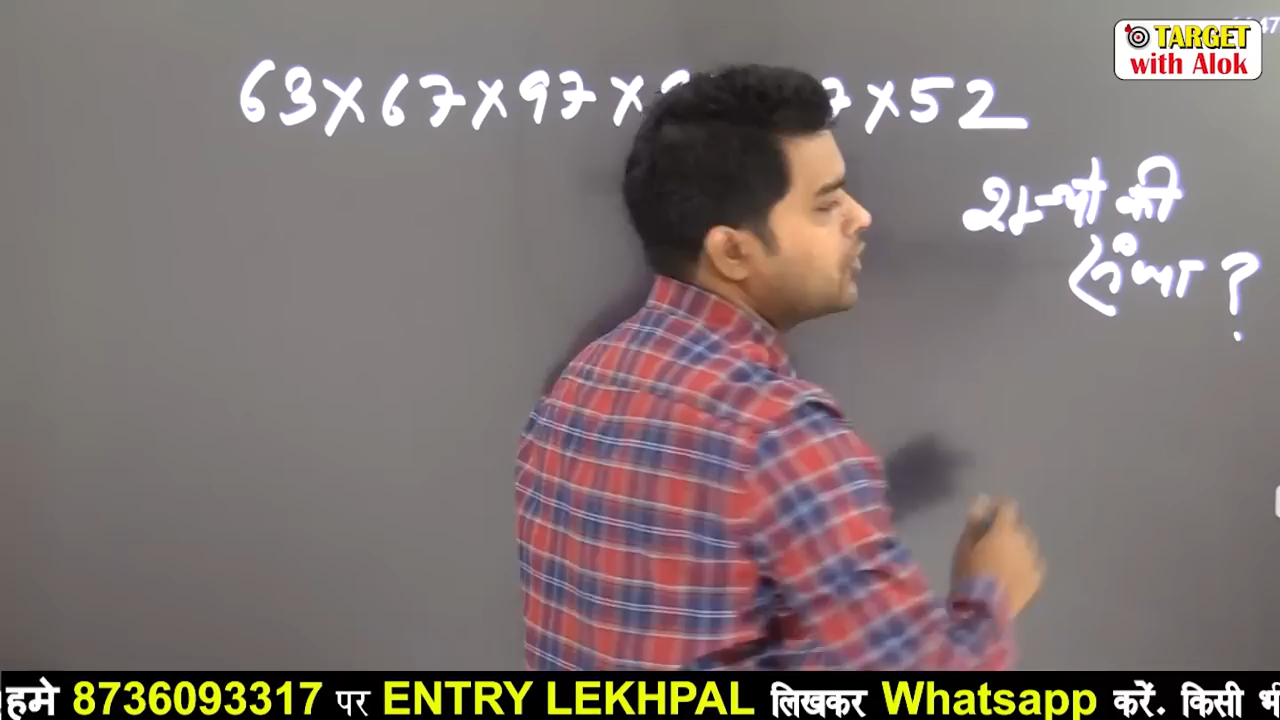 TARGET
with Alok
63×67×97×
×52
शून्यों की
संख्या ?
हमे 8736093317 पर ENTRY LEKHPAL लिखकर Whatsapp करें. किसी भी